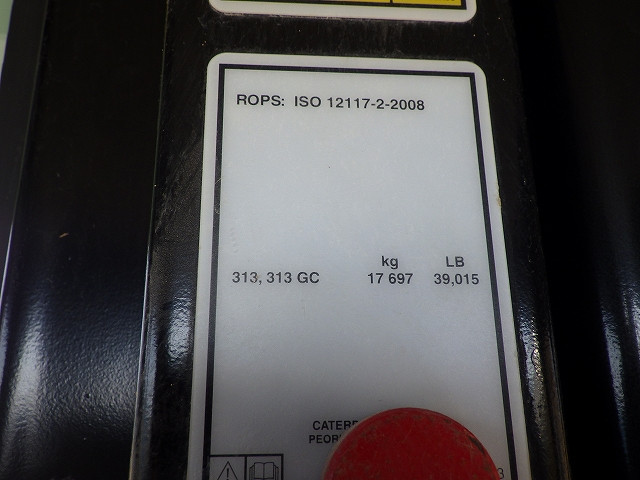 ROPS: ISO 12117-2-2008
kg LB
313, 313 GC 17 697 39,015